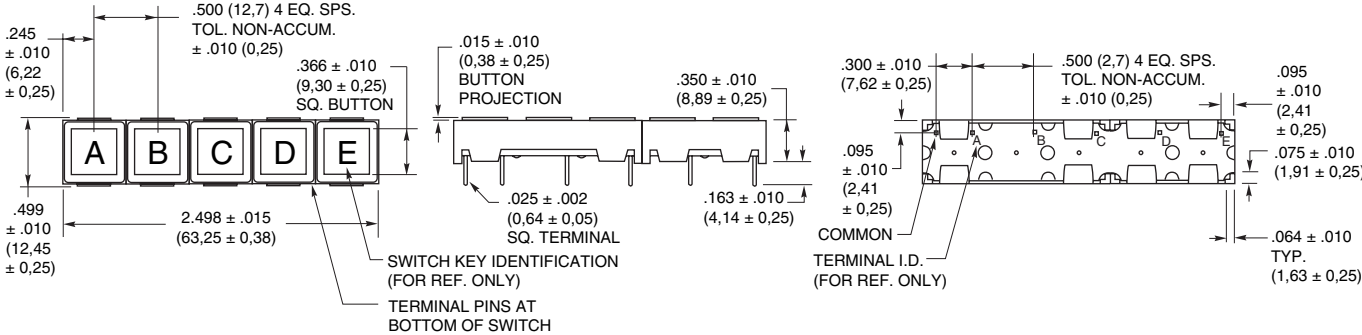 .500 (12,7) 4 EQ. SPS.
TOL. NON-ACCUM.
± .010 (0,25)
.245
± .010
(6,22
± 0,25)
.366 ± .010
(9,30 ± 0,25)
SQ. BUTTON
A B C D E
.499
± .010
(12,45
± 0,25)
2.498 ± .015
(63,25 ± 0,38)
SWITCH KEY IDENTIFICATION
(FOR REF. ONLY)
TERMINAL PINS AT
BOTTOM OF SWITCH
.015 ± .010
(0,38 ± 0,25)
BUTTON
PROJECTION
.350 ± .010
(8,89 ± 0,25)
.025 ± .002
(0,64 ± 0,05)
SQ. TERMINAL
.163 ± .010
(4,14 ± 0,25)
.300 ± .010
(7,62 ± 0,25)
.500 (2,7) 4 EQ. SPS.
TOL. NON-ACCUM.
± .010 (0,25)
.095
± .010
(2,41
± 0,25)
A B C D E
.095
± .010
(2,41
± 0,25)
.075 ± .010
(1,91 ± 0,25)
COMMON
TERMINAL I.D.
(FOR REF. ONLY)
.064 ± .010
TYP.
(1,63 ± 0,25)